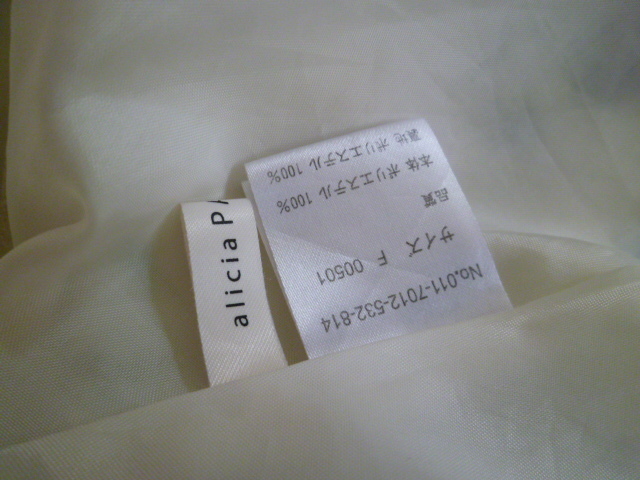 alicia P
No.011-7012-532-814
サイズ F 00501
品質
本体 ポリエステル 100%
裏地 ポリエステル 100%